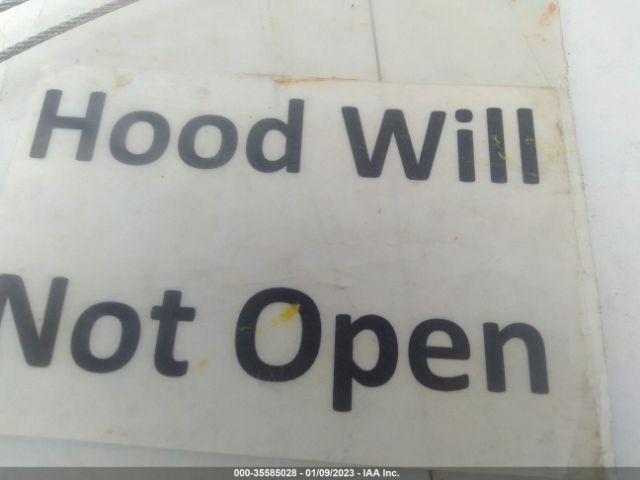 Hood Will
Not Open
000-35585028 - 01/09/2023 - IAA Inc.